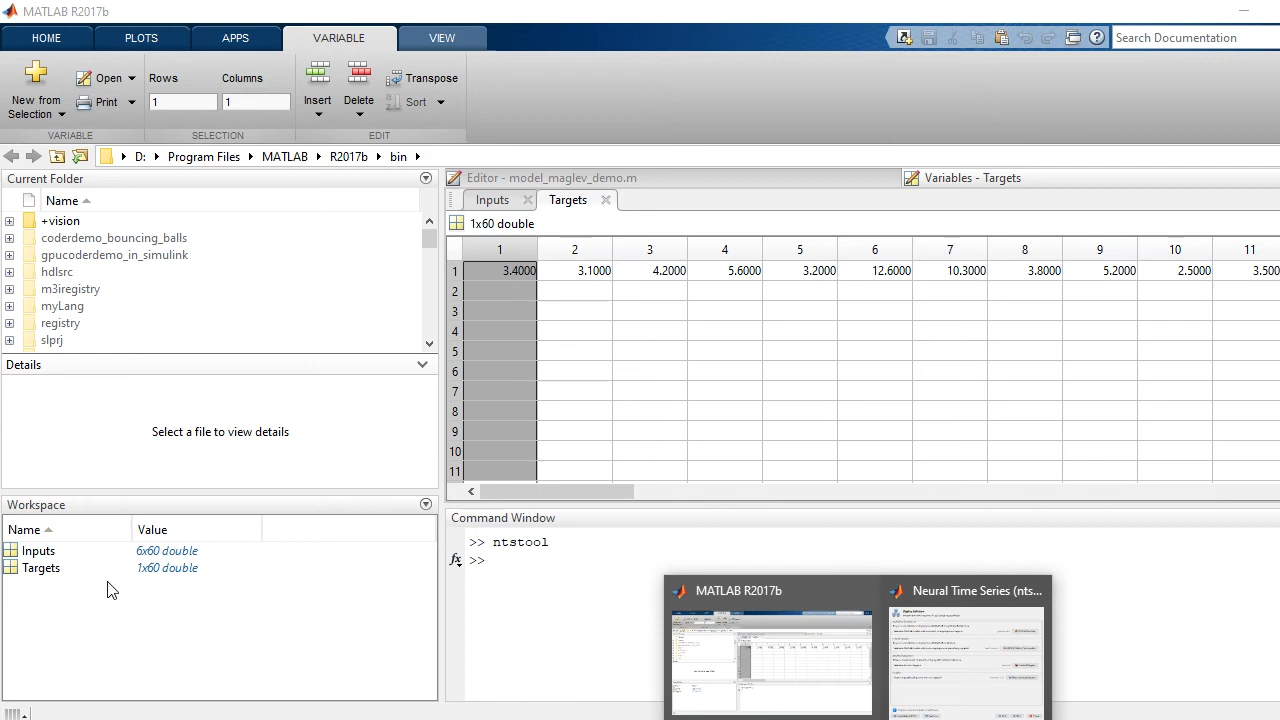 MATLAB R2017b
HOME PLOTS APPS VARIABLE VIEW
Search Documentation
New from Selection
Open
Print
Rows Columns
1 1
Insert
Delete
Transpose
Sort
VARIABLE SELECTION EDIT
D: Program Files MATLAB R2017b bin
Current Folder
Name
+vision
coderdemo_bouncing_balls
gpucoderdemo_in_simulink
hdlsrc
m3iregistry
myLang
registry
slprj
Details
Select a file to view details
Workspace
Name Value
Inputs 6x60 double
Targets 1x60 double
Editor - model_maglev_demo.m
Variables - Targets
Inputs Targets
1x60 double
1 2 3 4 5 6 7 8 9 10 11
1 3.4000 3.1000 4.2000 5.6000 3.2000 12.6000 10.3000 3.8000 5.2000 2.5000 3.500
2
3
4
5
6
7
8
9
10
11
Command Window
>> ntstool
fx >>
MATLAB R2017b
Neural Time Series (nts...